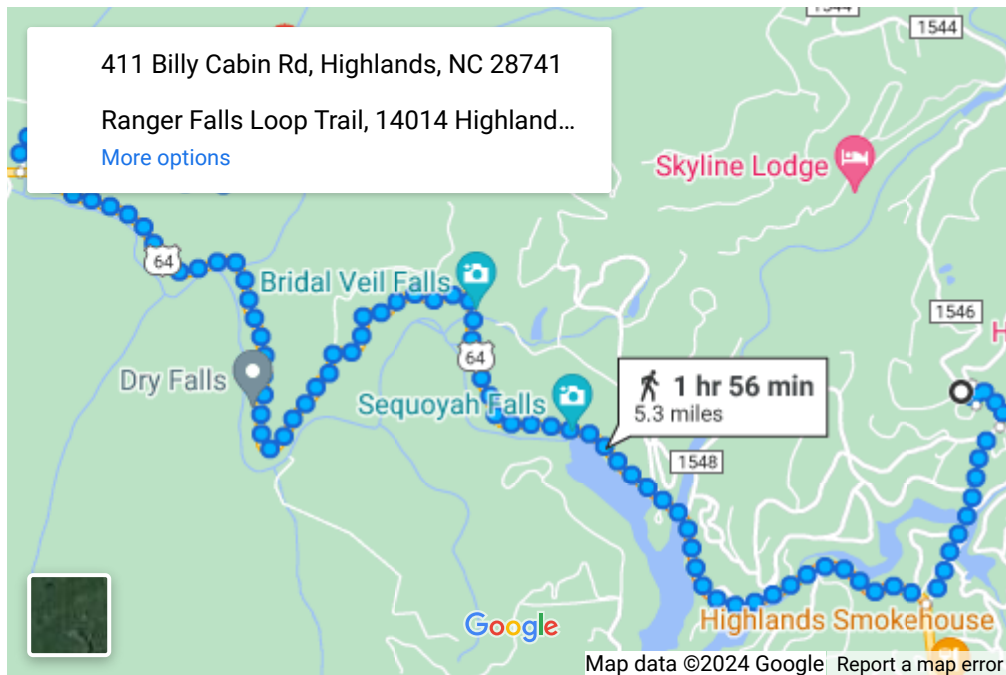 1544
1544
411 Billy Cabin Rd, Highlands, NC 28741
Ranger Falls Loop Trail, 14014 Highland...
More options
Skyline Lodge
64
Bridal Veil Falls
1546
H
64
Dry Falls
1 hr 56 min
5.3 miles
Sequoyah Falls
1548
Highlands Smokehouse
Google
Map data ©2024 Google
Report a map error